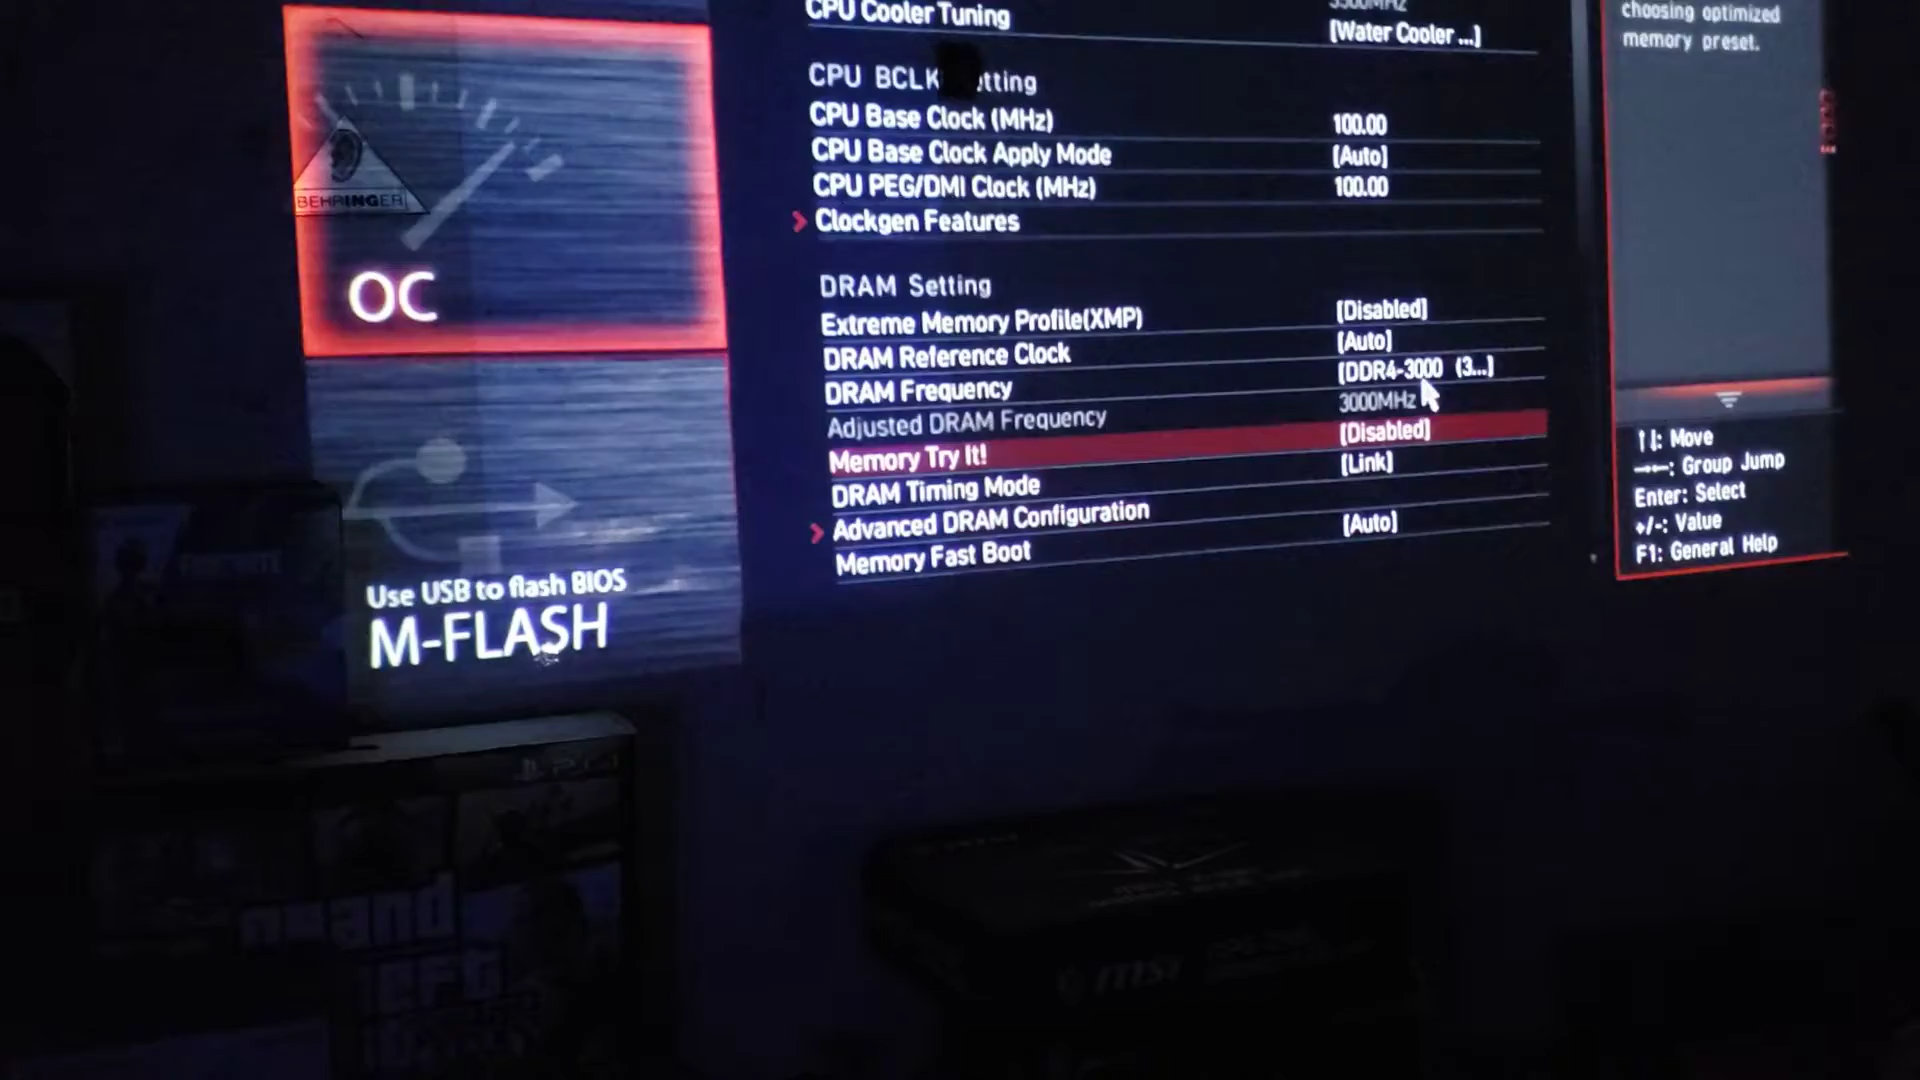 CPU Cooler Tuning
[Water Cooler ...]
CPU BCLK
CPU Base Clock (MHz) 100.00
CPU Base Clock Apply Mode [Auto]
CPU PEG/DMI Clock (MHz) 100.00
Clockgen Features
DRAM Setting
Extreme Memory Profile(XMP) [Disabled]
DRAM Reference Clock [Auto]
DRAM Frequency [DDR4-3000 (3...]
Adjusted DRAM Frequency 3000MHz
Memory Try It! [Disabled]
DRAM Timing Mode [Link]
Advanced DRAM Configuration
Memory Fast Boot [Auto]
BEHRINGER
OC
Use USB to flash BIOS
M-FLASH
choosing optimized
memory preset.
↑↓: Move
→←: Group Jump
Enter: Select
+/-: Value
F1: General Help
msi